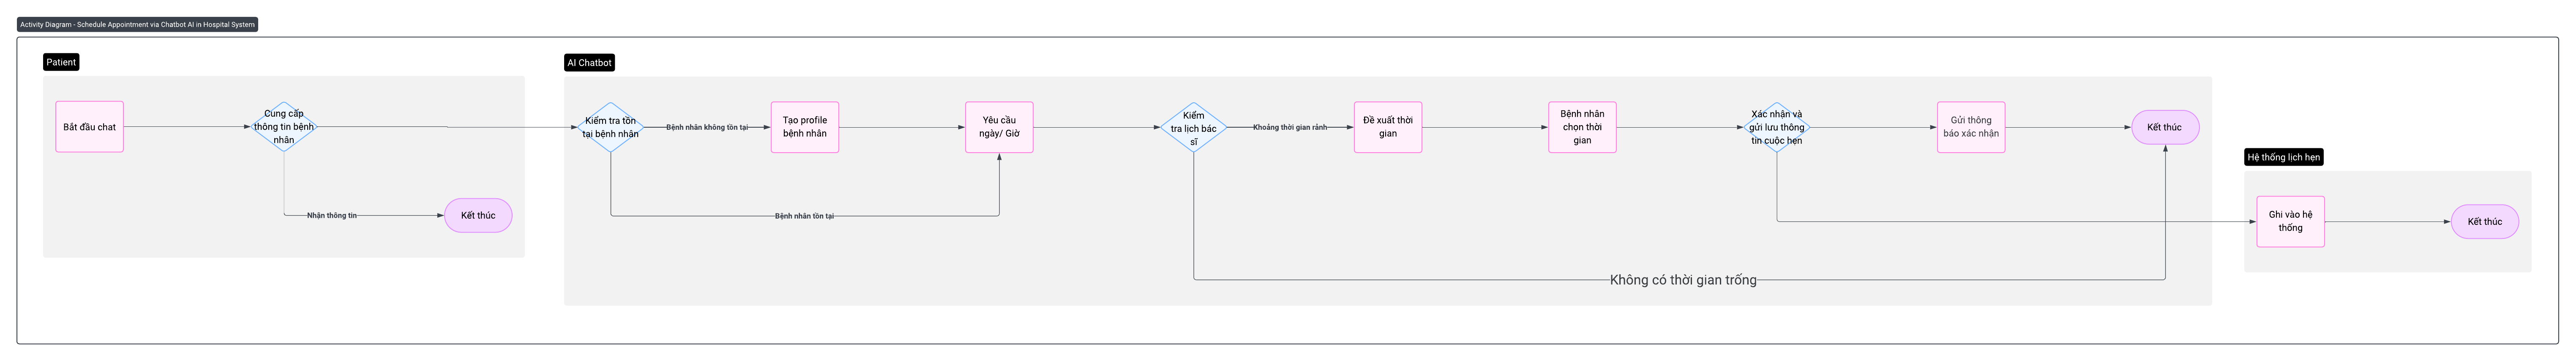 Activity Diagram - Schedule Appointment via Chatbot AI in Hospital System
Patient
Bắt đầu chat
Cung cấp
thông tin bệnh
nhân
Nhận thông tin
Kết thúc
AI Chatbot
Kiểm tra tồn
tại bệnh nhận
Bệnh nhân không tồn tại
Tạo profile
bệnh nhân
Yêu cầu
ngày/ Giờ
Bệnh nhân tồn tại
Kiểm
tra lịch bác
sĩ
Khoảng thời gian rảnh
Đề xuất thời
gian
Bệnh nhân
chọn thời
gian
Xác nhận và
gửi lưu thông
tin cuộc hẹn
Gửi thông
báo xác nhận
Kết thúc
Không có thời gian trống
Hệ thống lịch hẹn
Ghi vào hệ
thống
Kết thúc